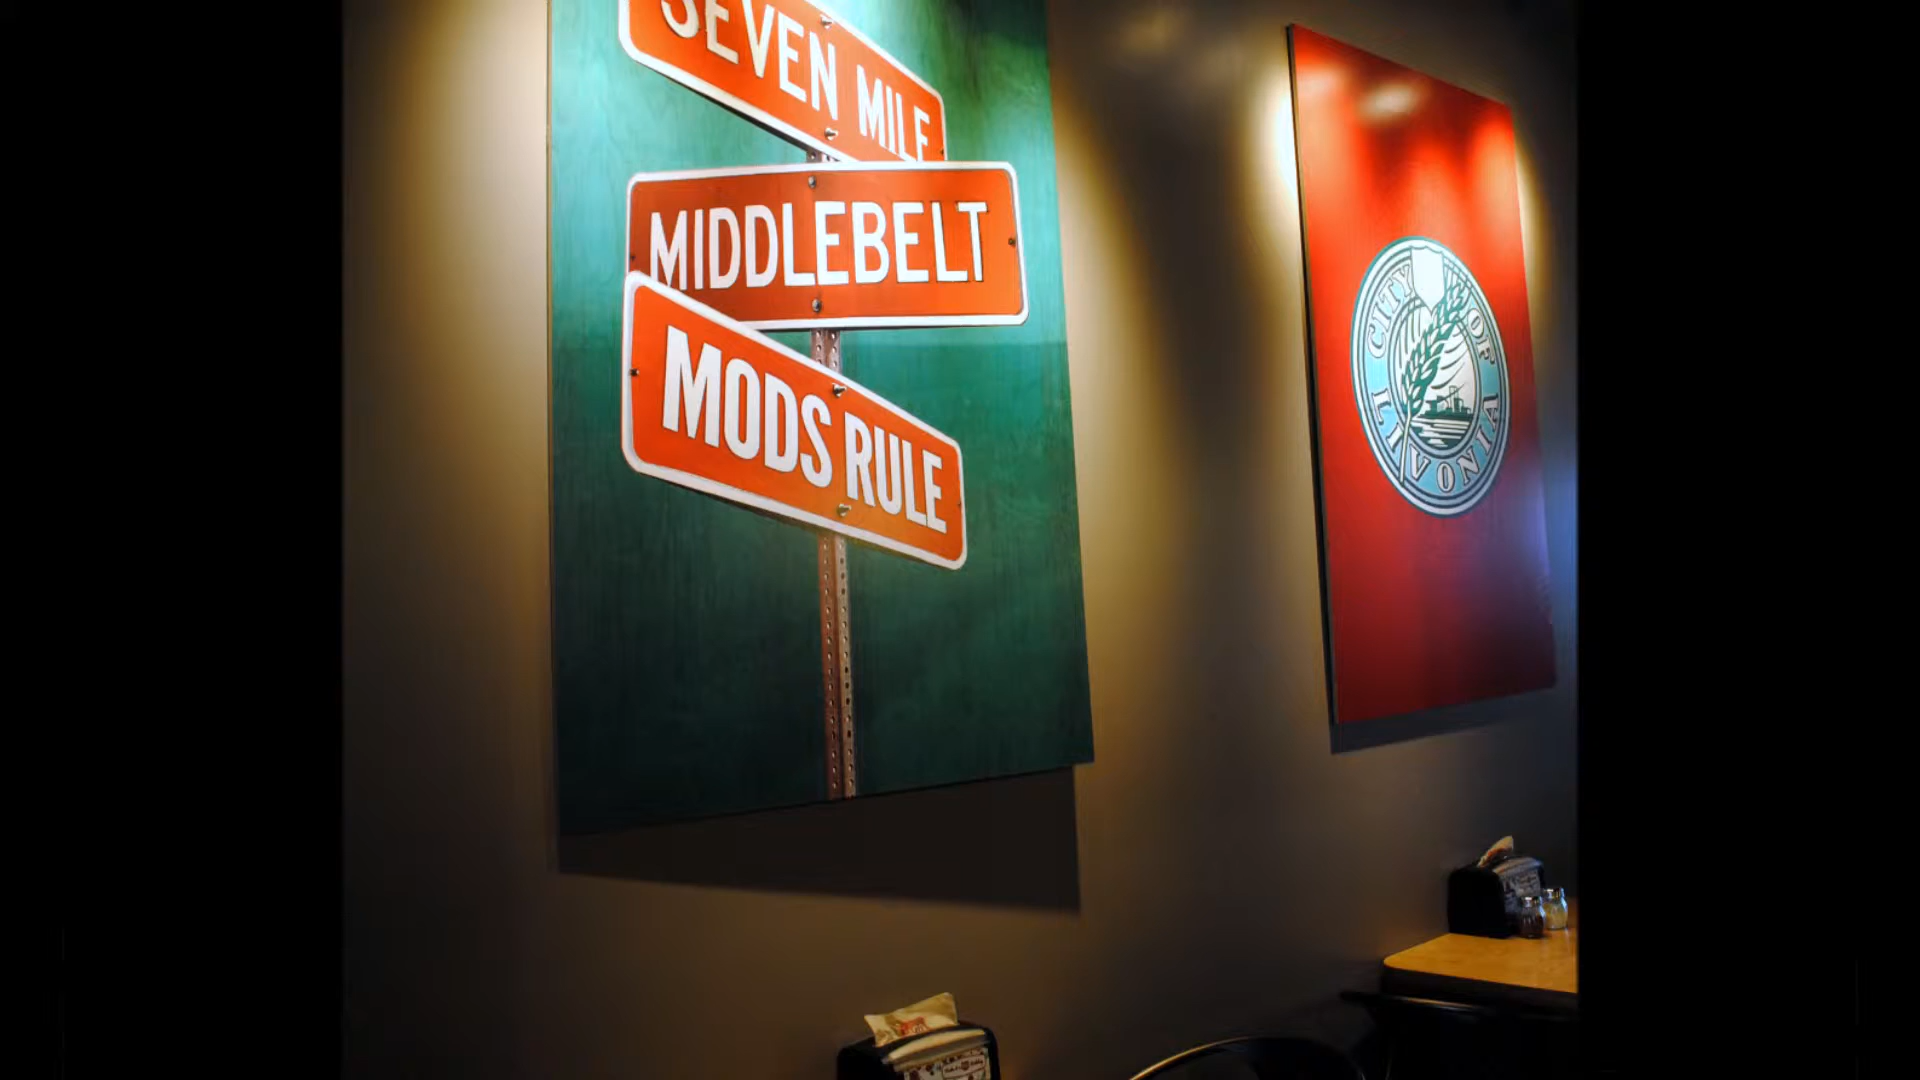 SEVEN MILE
MIDDLEBELT
MODS RULE
CITY OF
LIVONIA